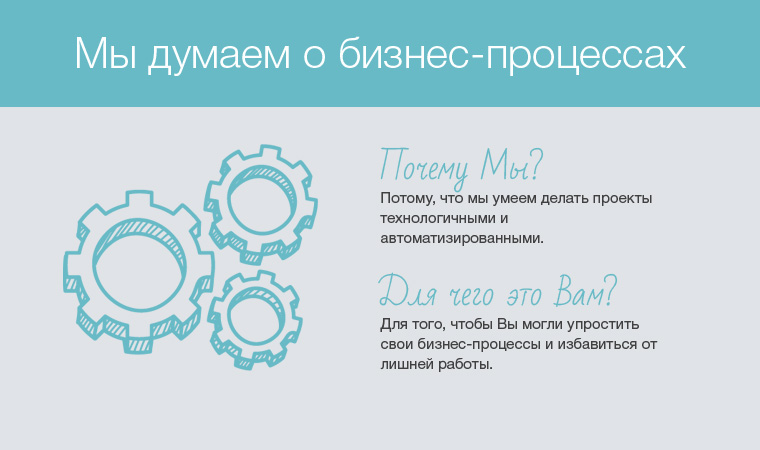 Мы думаем о бизнес-процессах
Почему Мы?
Потому, что мы умеем делать проекты
технологичными и
автоматизированными.
Для чего это Вам?
Для того, чтобы Вы могли упростить
свои бизнес-процессы и избавиться от
лишней работы.